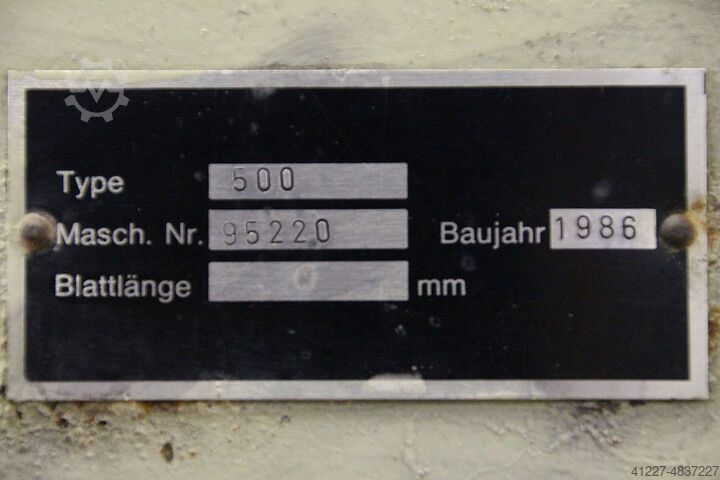 Type 500
Masch. Nr. 95220 Baujahr 1986
Blattlänge mm
41227-4837227